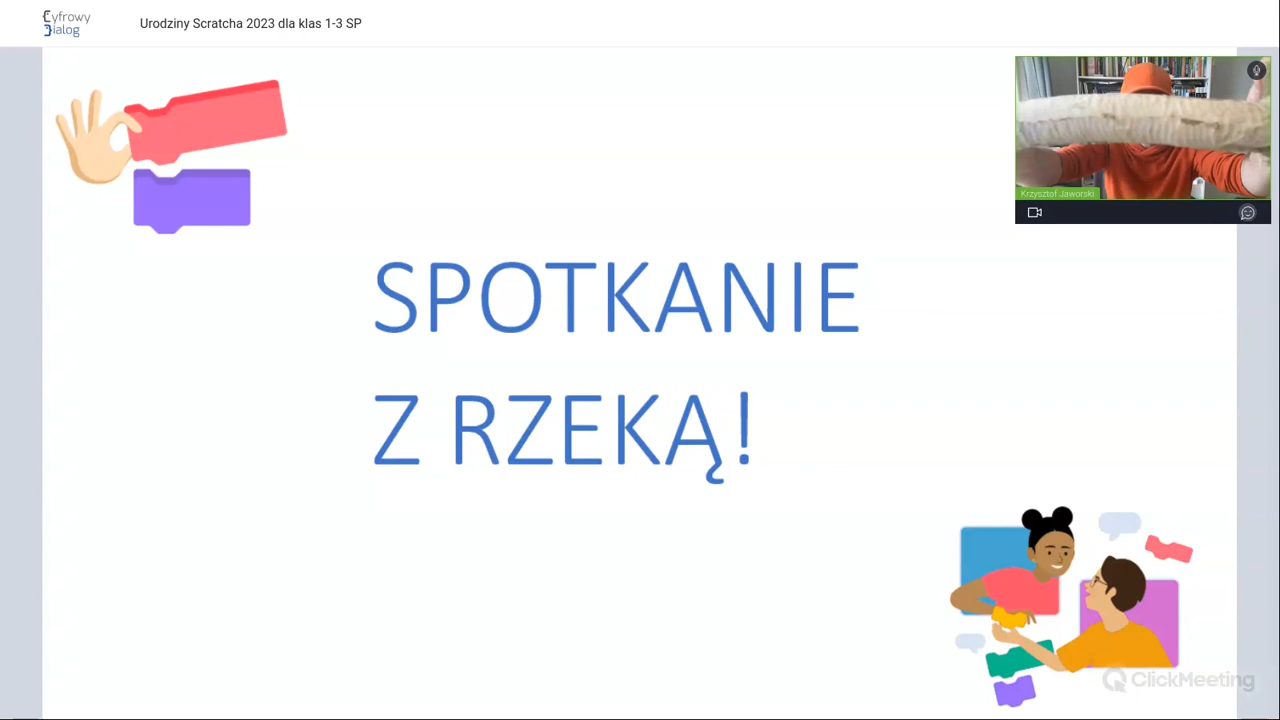 Cyfrowy
Dialog
Urodziny Scratcha 2023 dla klas 1-3 SP
Krzysztof Jaworski
SPOTKANIE
Z RZEKĄ!
ClickMeeting